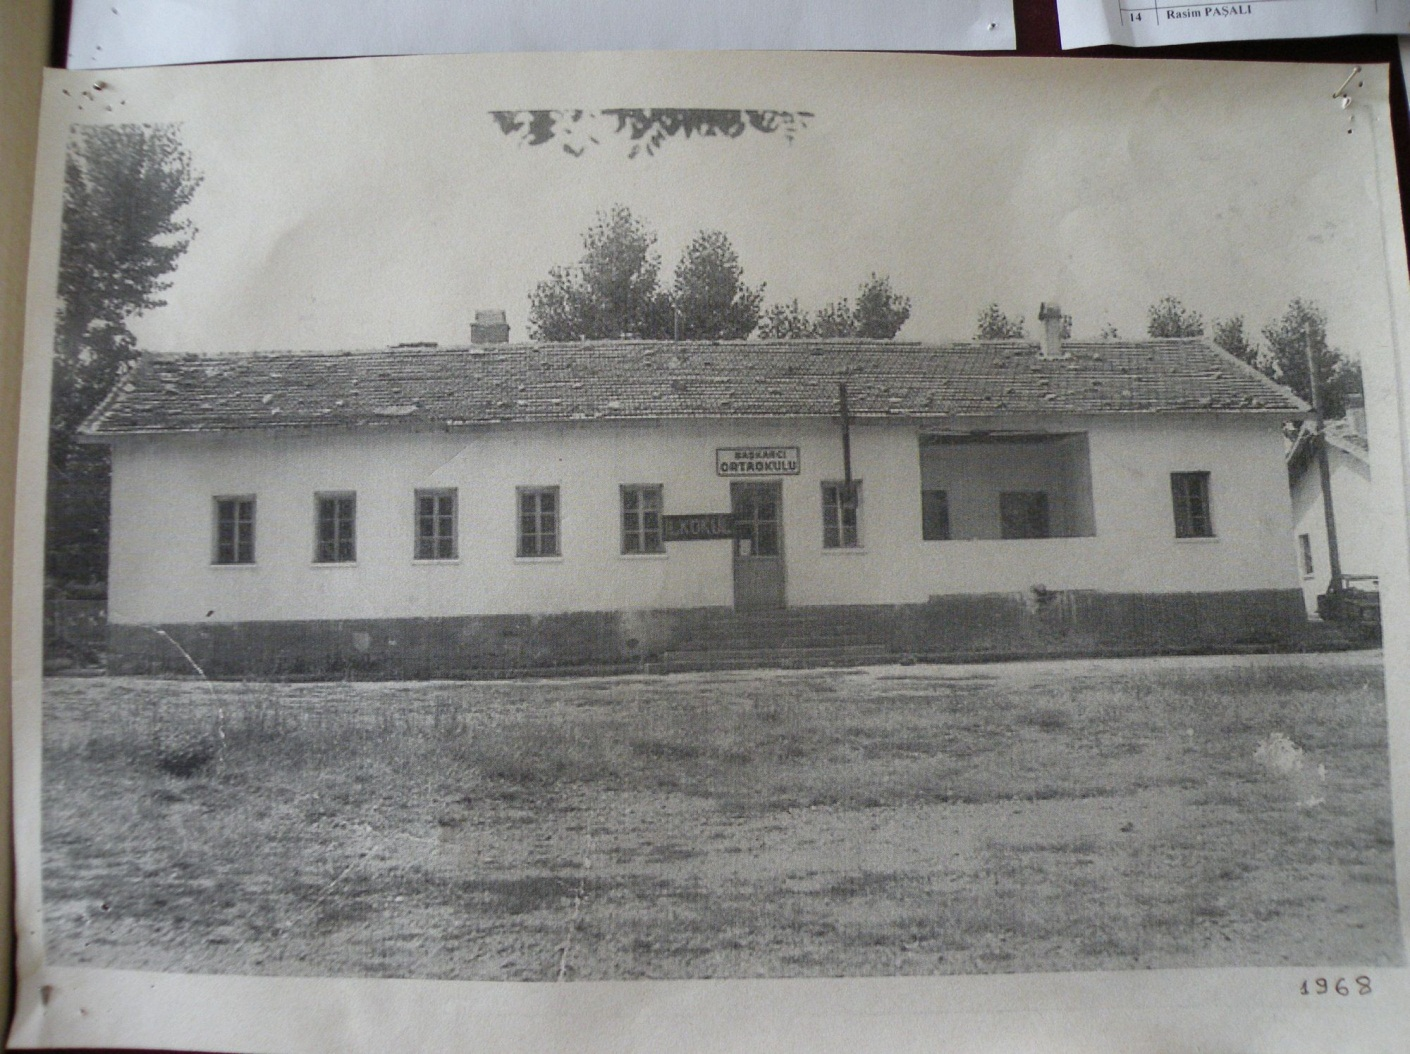 14 Rasim PAŞALI
BAŞKARCI
ORTAOKULU
İLKOKUL
1968